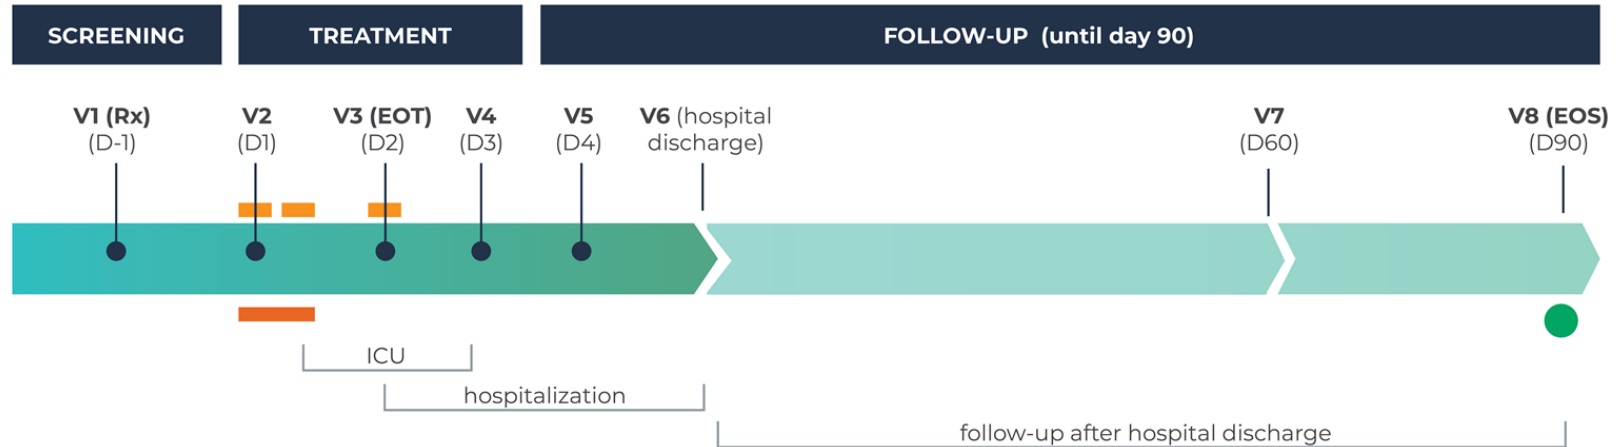 SCREENING
TREATMENT
FOLLOW-UP (until day 90)
V1 (Rx)
(D-1)
V2
(D1)
V3 (EOT)
(D2)
V4
(D3)
V5
(D4)
V6 (hospital
discharge)
V7
(D60)
V8 (EOS)
(D90)
ICU
hospitalization
follow-up after hospital discharge